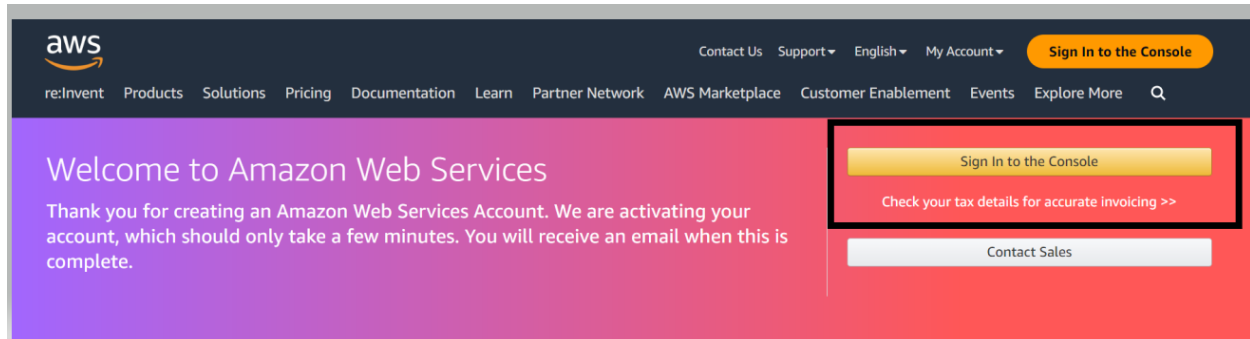 aws
Contact Us Support English My Account Sign In to the Console
re:Invent Products Solutions Pricing Documentation Learn Partner Network AWS Marketplace Customer Enablement Events Explore More
Welcome to Amazon Web Services
Thank you for creating an Amazon Web Services Account. We are activating your
account, which should only take a few minutes. You will receive an email when this is
complete.
Sign In to the Console
Check your tax details for accurate invoicing >>
Contact Sales